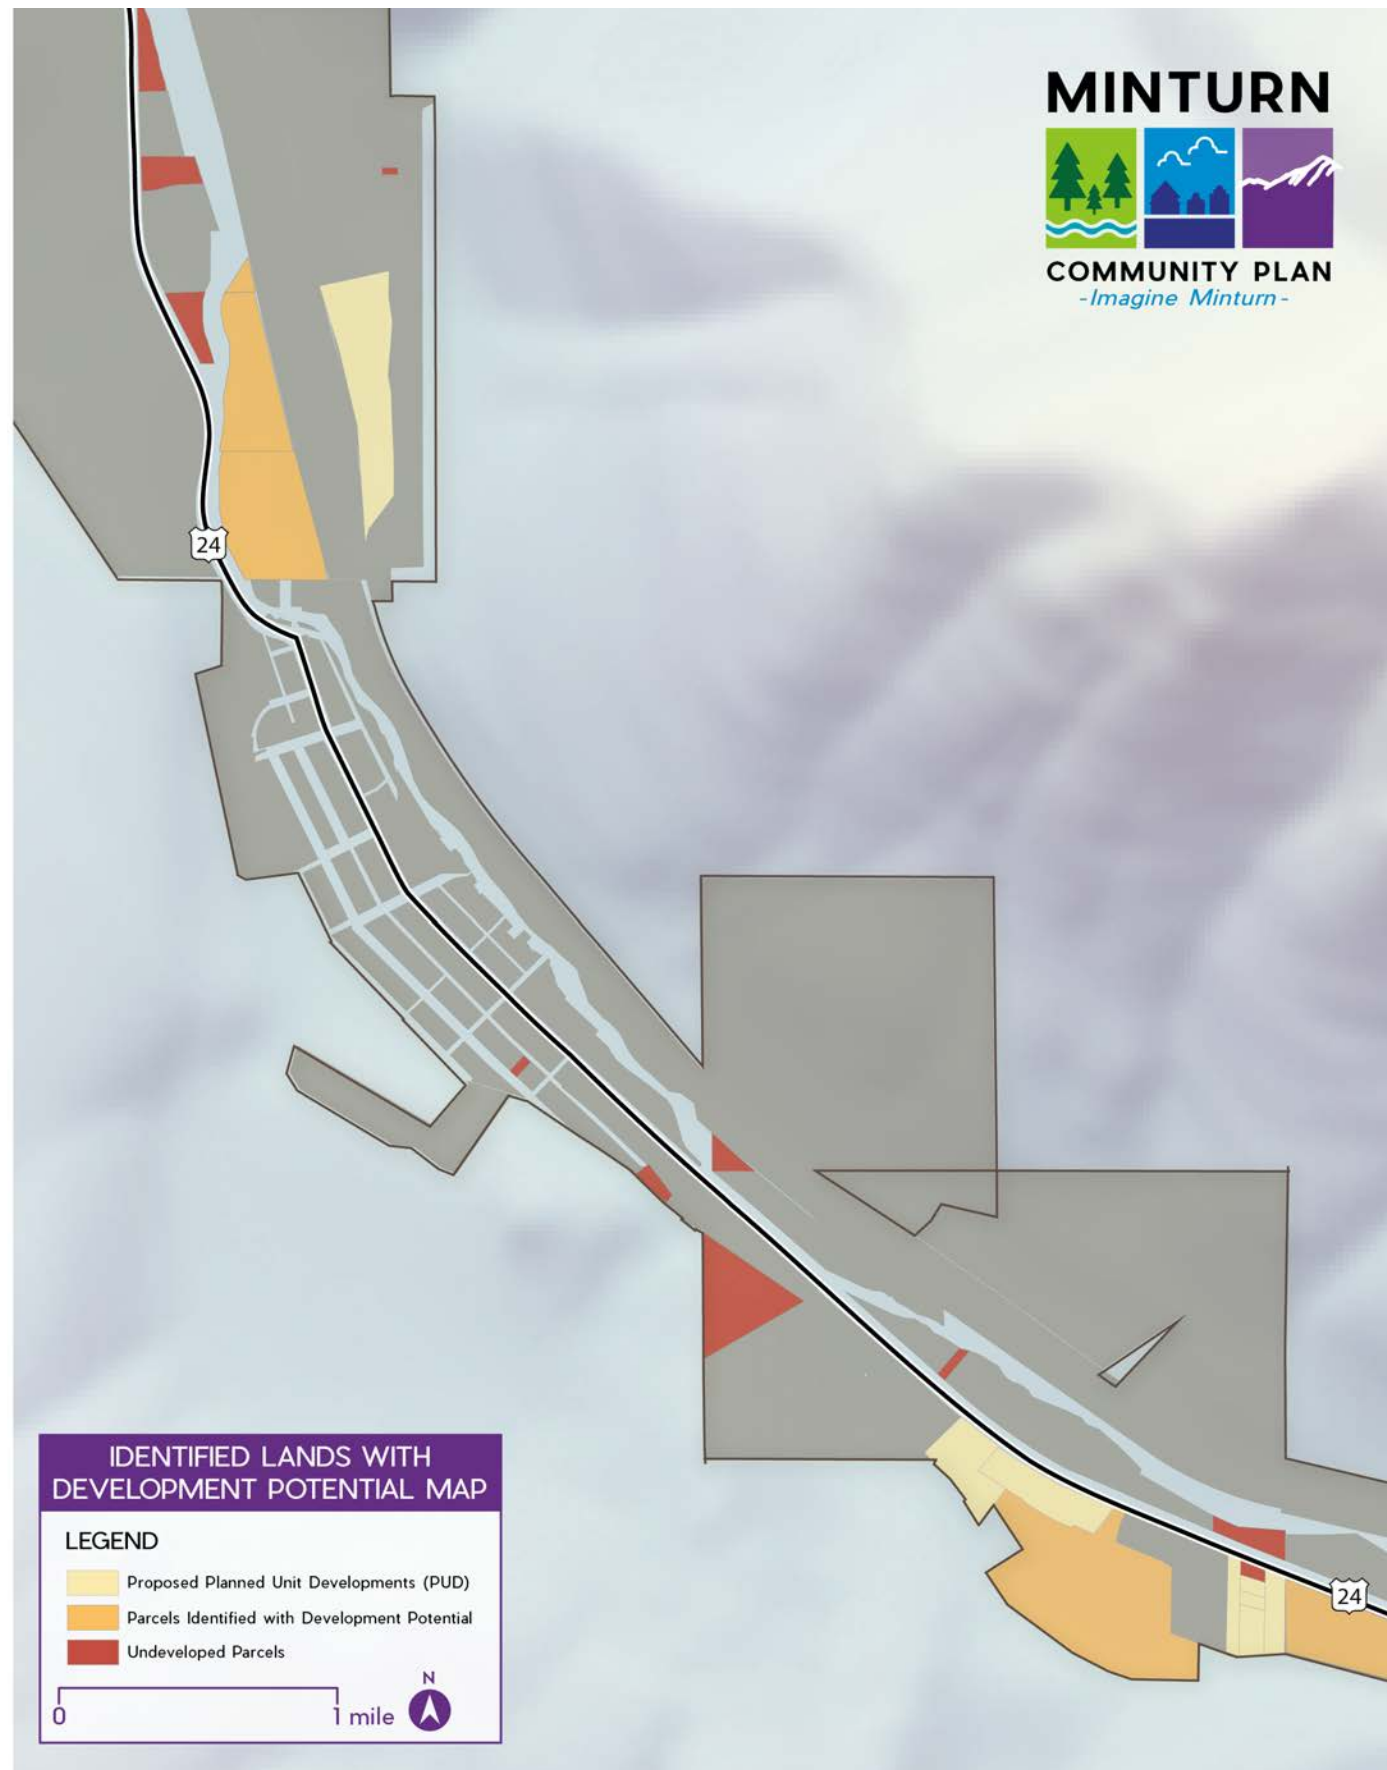 MINTURN
COMMUNITY PLAN
-Imagine Minturn-
24
IDENTIFIED LANDS WITH
DEVELOPMENT POTENTIAL MAP
LEGEND
Proposed Planned Unit Developments (PUD)
Parcels Identified with Development Potential
Undeveloped Parcels
24
N
0
1 mile